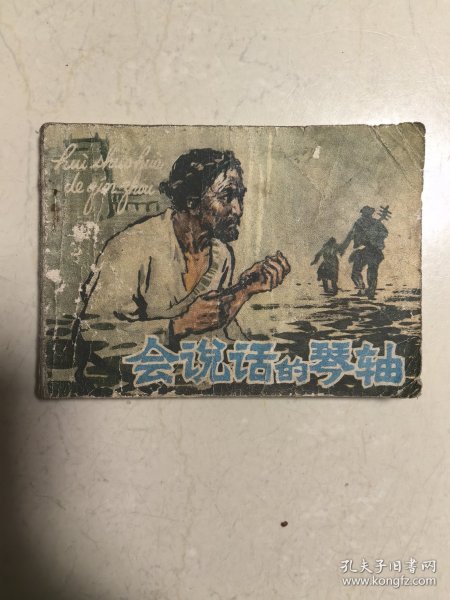 hui shuo hua
de qin zhou
会说话的琴轴
孔夫子旧书网
www.kongfz.com